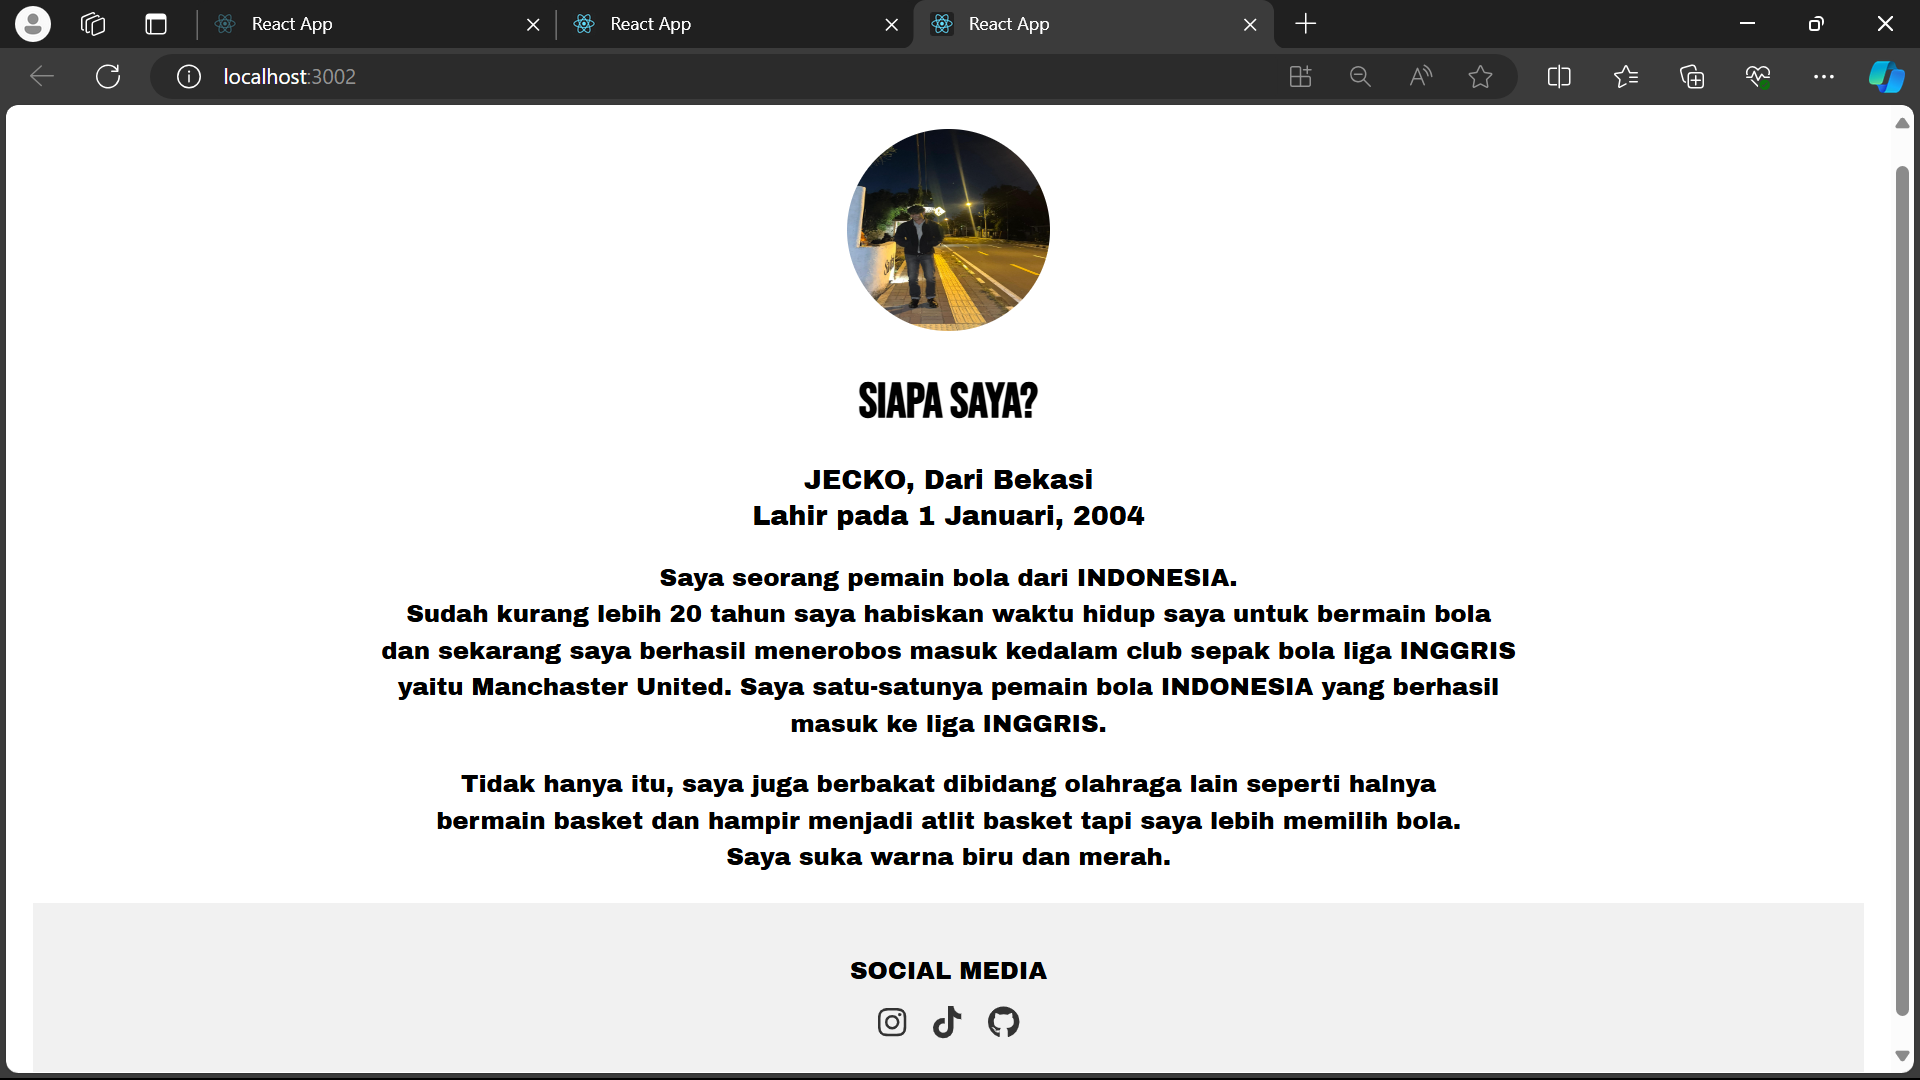 React App
React App
React App
localhost:3002
SIAPA SAYA?
JECKO, Dari Bekasi
Lahir pada 1 Januari, 2004
Saya seorang pemain bola dari INDONESIA.
Sudah kurang lebih 20 tahun saya habiskan waktu hidup saya untuk bermain bola
dan sekarang saya berhasil menerobos masuk kedalam club sepak bola liga INGGRIS
yaitu Manchaster United. Saya satu-satunya pemain bola INDONESIA yang berhasil
masuk ke liga INGGRIS.
Tidak hanya itu, saya juga berbakat dibidang olahraga lain seperti halnya
bermain basket dan hampir menjadi atlit basket tapi saya lebih memilih bola.
Saya suka warna biru dan merah.
SOCIAL MEDIA